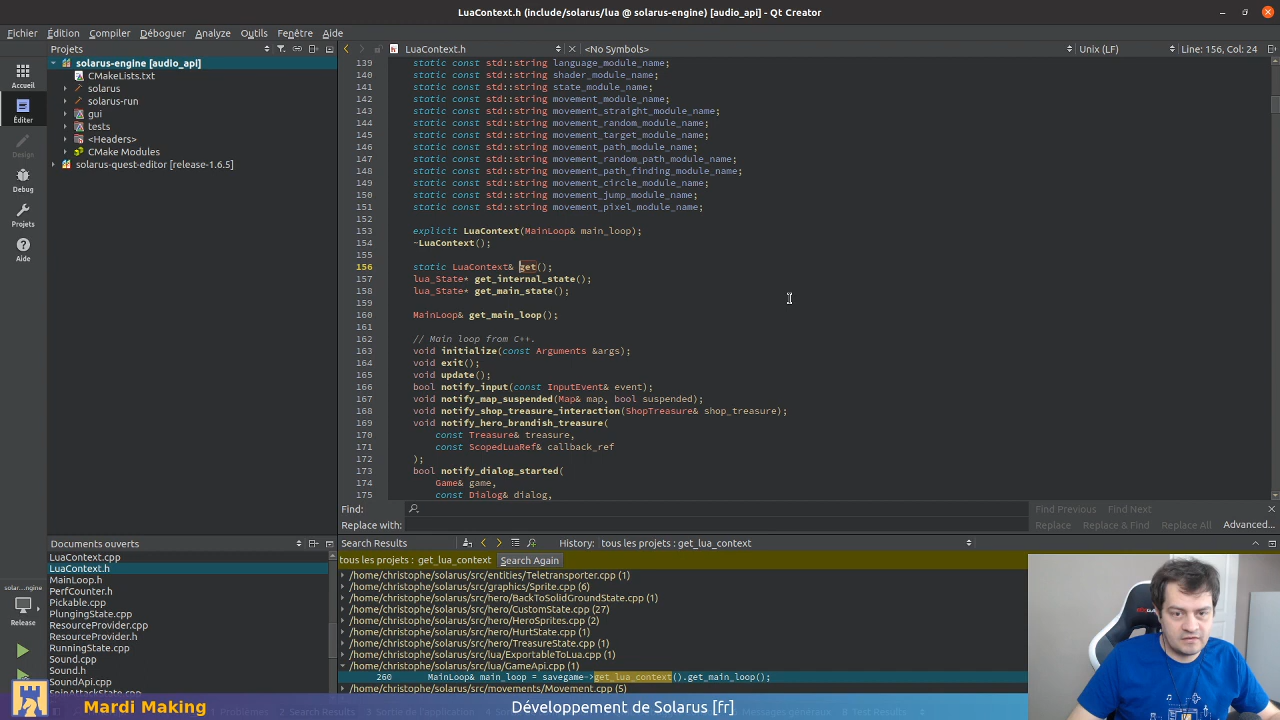 LuaContext.h (include/solarus/lua @ solarus-engine) [audio_api] - Qt Creator
Fichier Édition Compiler Déboguer Analyze Outils Fenêtre Aide
Projets
LuaContext.h
<No Symbols>
Unix (LF)
Line: 156, Col: 24
Accueil
Éditer
Design
Debug
Projets
Aide
solarus-engine [audio_api]
CMakeLists.txt
solarus
solarus-run
gui
tests
<Headers>
CMake Modules
solarus-quest-editor [release-1.6.5]
139 static const std::string language_module_name;
140 static const std::string shader_module_name;
141 static const std::string state_module_name;
142 static const std::string movement_module_name;
143 static const std::string movement_straight_module_name;
144 static const std::string movement_random_module_name;
145 static const std::string movement_target_module_name;
146 static const std::string movement_path_module_name;
147 static const std::string movement_random_path_module_name;
148 static const std::string movement_path_finding_module_name;
149 static const std::string movement_circle_module_name;
150 static const std::string movement_jump_module_name;
151 static const std::string movement_pixel_module_name;
152
153 explicit LuaContext(MainLoop& main_loop);
154 ~LuaContext();
155
156 static LuaContext& get();
157 lua_State* get_internal_state();
158 lua_State* get_main_state();
159
160 MainLoop& get_main_loop();
161
162 // Main loop from C++.
163 void initialize(const Arguments &args);
164 void exit();
165 void update();
166 bool notify_input(const InputEvent& event);
167 void notify_map_suspended(Map& map, bool suspended);
168 void notify_shop_treasure_interaction(ShopTreasure& shop_treasure);
169 void notify_hero_brandish_treasure(
170 const Treasure& treasure,
171 const ScopedLuaRef& callback_ref
172 );
173 bool notify_dialog_started(
174 Game& game,
175 const Dialog& dialog,
Find:
Find Previous Find Next
Replace with:
Replace Replace & Find Replace All Advanced...
Documents ouverts
LuaContext.cpp
LuaContext.h
MainLoop.h
PerfCounter.h
Pickable.cpp
PlungingState.cpp
ResourceProvider.cpp
ResourceProvider.h
RunningState.cpp
Sound.cpp
Sound.h
SoundApi.cpp
SpinAttackState.cpp
solar...ngine
Release
Search Results
History: tous les projets : get_lua_context
tous les projets : get_lua_context Search Again
/home/christophe/solarus/src/entities/Teletransporter.cpp (1)
/home/christophe/solarus/src/graphics/Sprite.cpp (6)
/home/christophe/solarus/src/hero/BackToSolidGroundState.cpp (1)
/home/christophe/solarus/src/hero/CustomState.cpp (27)
/home/christophe/solarus/src/hero/HeroSprites.cpp (2)
/home/christophe/solarus/src/hero/HurtState.cpp (1)
/home/christophe/solarus/src/hero/TreasureState.cpp (1)
/home/christophe/solarus/src/lua/ExportableToLua.cpp (1)
/home/christophe/solarus/src/lua/GameApi.cpp (1)
260 MainLoop& main_loop = savegame->get_lua_context().get_main_loop();
/home/christophe/solarus/src/movements/Movement.cpp (5)
Mardi Making
Développement de Solarus [fr]